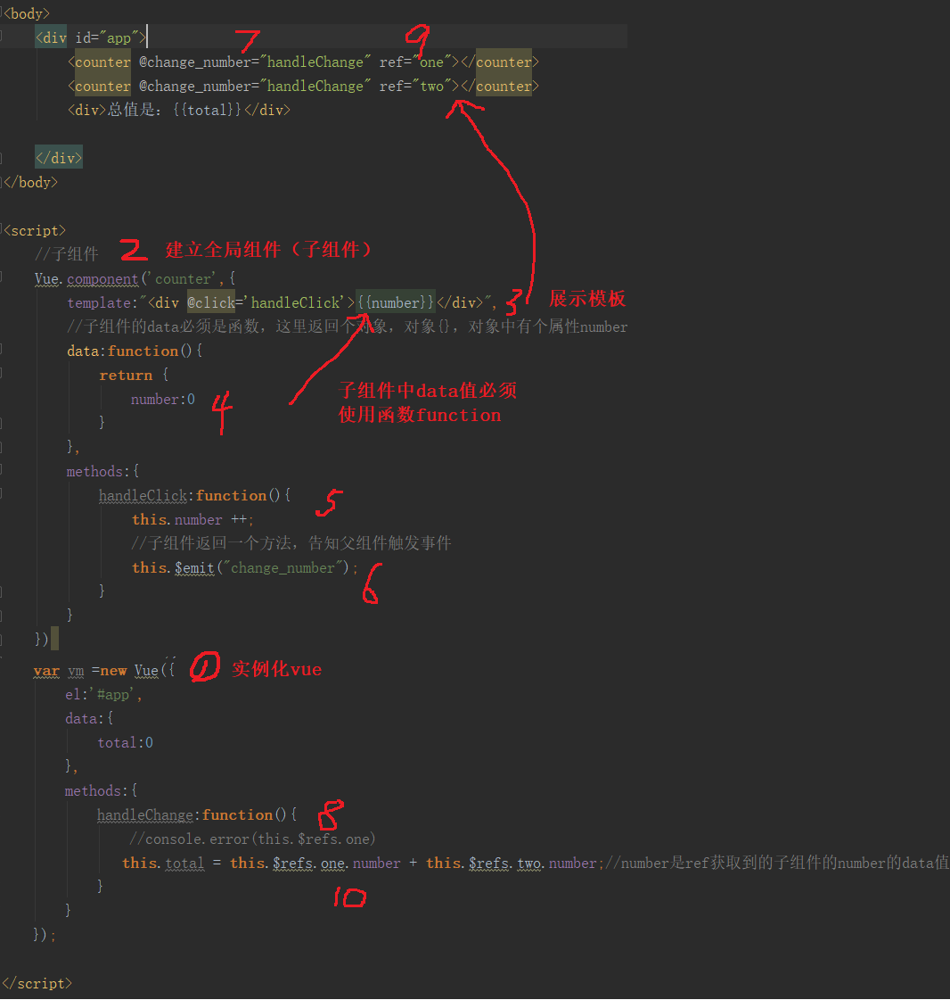 <body>
<div id="app">
7 9
<counter @change_number="handleChange" ref="one"></counter>
<counter @change_number="handleChange" ref="two"></counter>
<div>总值是：{{total}}</div>
</div>
</body>
<script>
//子组件 2 建立全局组件（子组件）
Vue.component('counter',{
template:"<div @click='handleClick'>{{number}}</div>", 3 展示模板
//子组件的data必须是函数，这里返回个对象，对象{}，对象中有个属性number
data:function(){
return {
子组件中data值必须
number:0 4
使用函数function
}
},
methods:{
handleClick:function(){ 5
this.number ++;
//子组件返回一个方法，告知父组件触发事件
this.$emit("change_number"); 6
}
}
})
var vm =new Vue({ ① 实例化vue
el:'#app',
data:{
total:0
},
methods:{
handleChange:function(){ 8
//console.error(this.$refs.one)
this.total = this.$refs.one.number + this.$refs.two.number;//number是ref获取到的子组件的number的data值
} 10
}
});
</script>